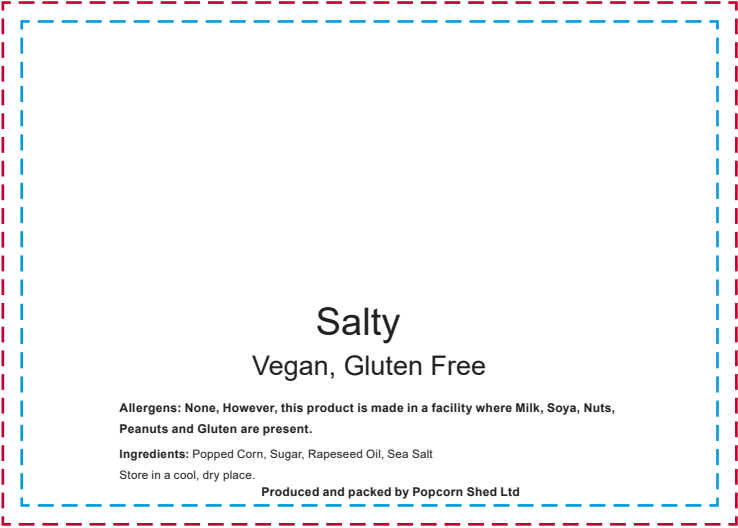 Salty
Vegan, Gluten Free
Allergens: None, However, this product is made in a facility where Milk, Soya, Nuts,
Peanuts and Gluten are present.
Ingredients: Popped Corn, Sugar, Rapeseed Oil, Sea Salt
Store in a cool, dry place.
Produced and packed by Popcorn Shed Ltd